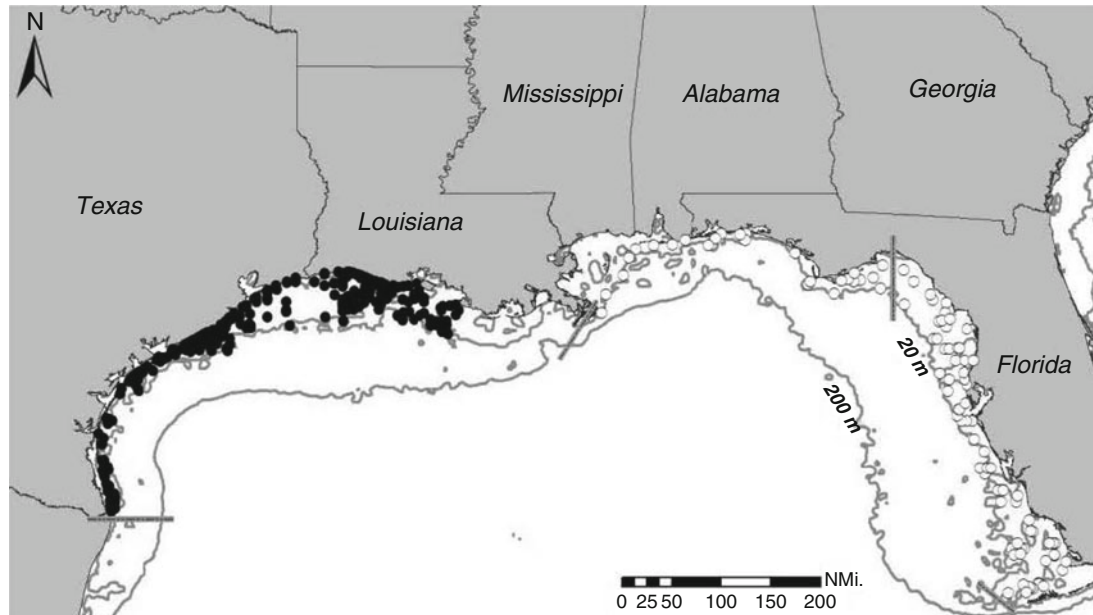 N
Mississippi
Alabama
Georgia
Texas
Louisiana
20 m
Florida
200 m
NMi.
0 25 50 100 150 200